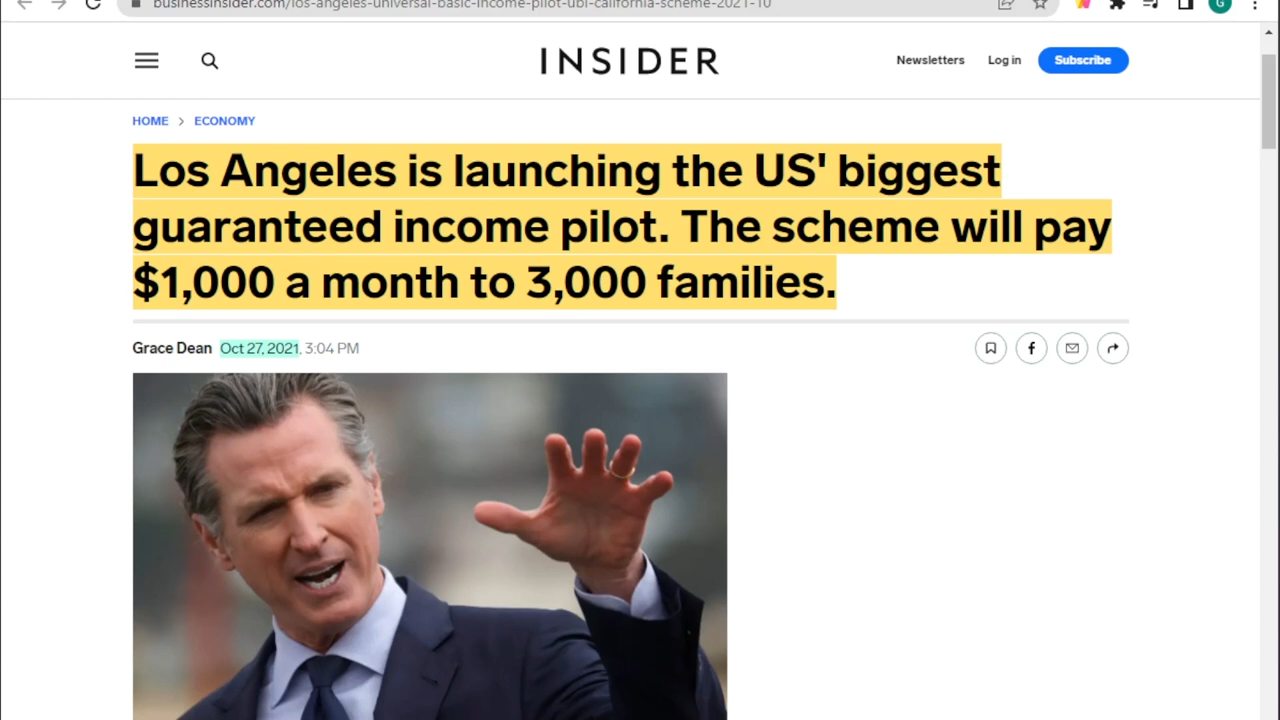 businessinsider.com/los-angeles-universal-basic-income-pilot-ubi-california-scheme-2021-10
G
INSIDER
Newsletters Log in Subscribe
HOME > ECONOMY
Los Angeles is launching the US' biggest
guaranteed income pilot. The scheme will pay
$1,000 a month to 3,000 families.
Grace Dean Oct 27, 2021, 3:04 PM